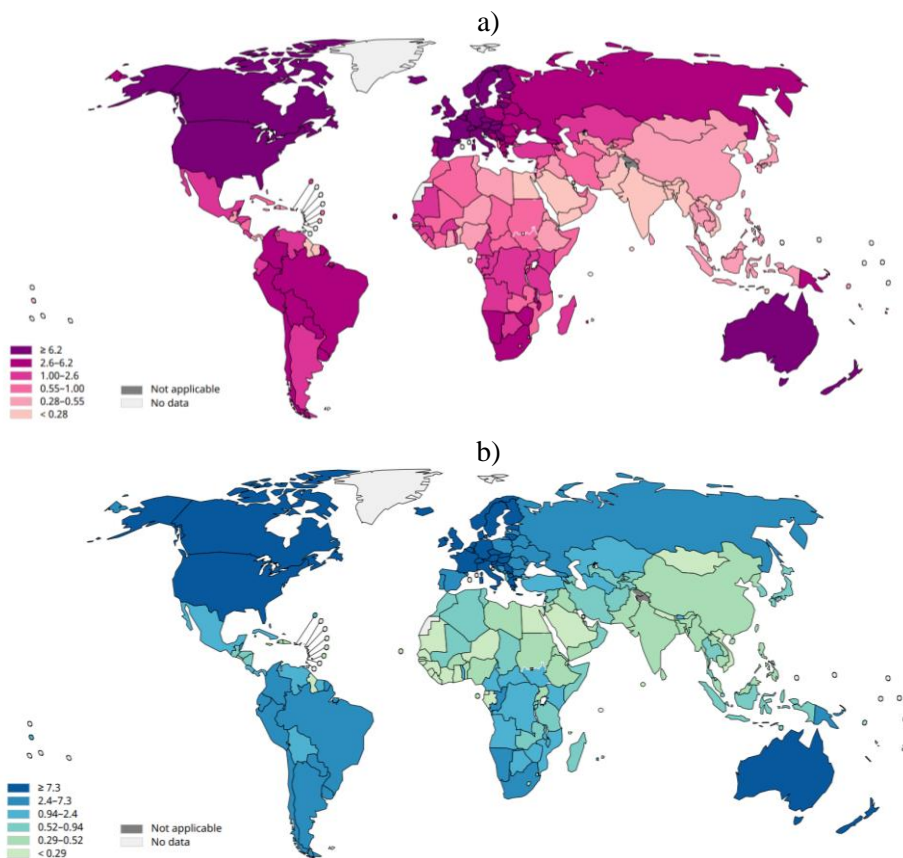 a)
≥ 6.2
2.6–6.2
1.00–2.6
0.55–1.00
0.28–0.55
< 0.28
Not applicable
No data
b)
≥ 7.3
2.4–7.3
0.94–2.4
0.52–0.94
0.29–0.52
< 0.29
Not applicable
No data